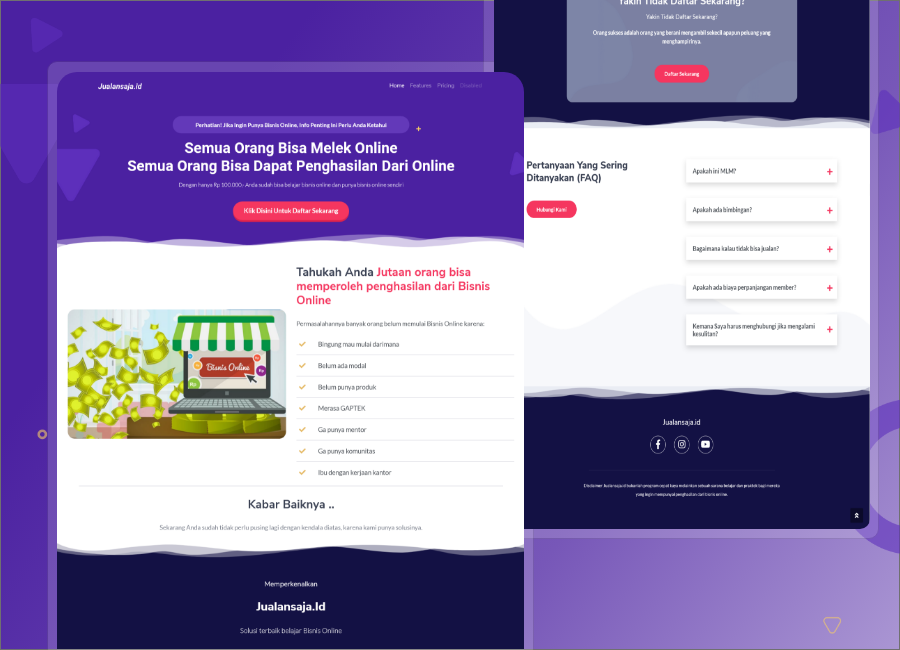 Jualansaja.id
Home Features Pricing Disabled
Perhatian! Jika Ingin Punya Bisnis Online, Info Penting Ini Perlu Anda Ketahui
Semua Orang Bisa Melek Online
Semua Orang Bisa Dapat Penghasilan Dari Online
Dengan hanya Rp 100.000,- Anda sudah bisa belajar bisnis online dan punya bisnis online sendiri
Klik Disini Untuk Daftar Sekarang
Tahukah Anda Jutaan orang bisa
memperoleh penghasilan dari Bisnis
Online
Permasalahannya banyak orang belum memulai Bisnis Online karena:
Bingung mau mulai darimana
Belum ada modal
Belum punya produk
Merasa GAPTEK
Ga punya mentor
Ga punya komunitas
Ibu dengan kerjaan kantor
Bisnis Online
Rp
Rp
Kabar Baiknya ..
Sekarang Anda sudah tidak perlu pusing lagi dengan kendala diatas, karena kami punya solusinya.
Memperkenalkan
Jualansaja.Id
Solusi terbaik belajar Bisnis Online
Yakin Tidak Daftar Sekarang?
Yakin Tidak Daftar Sekarang?
Orang sukses adalah orang yang berani mengambil sekecil apapun peluang yang
menghampirinya.
Daftar Sekarang
Pertanyaan Yang Sering
Ditanyakan (FAQ)
Hubungi Kami
Apakah ini MLM?
Apakah ada bimbingan?
Bagaimana kalau tidak bisa jualan?
Apakah ada biaya perpanjangan member?
Kemana Saya harus menghubungi jika mengalami
kesulitan?
Jualansaja.id
Disclaimer: Jualansaja.id bukanlah program cepat kaya melainkan sebuah sarana belajar dan praktek bagi mereka
yang ingin mempunyai penghasilan dari bisnis online.